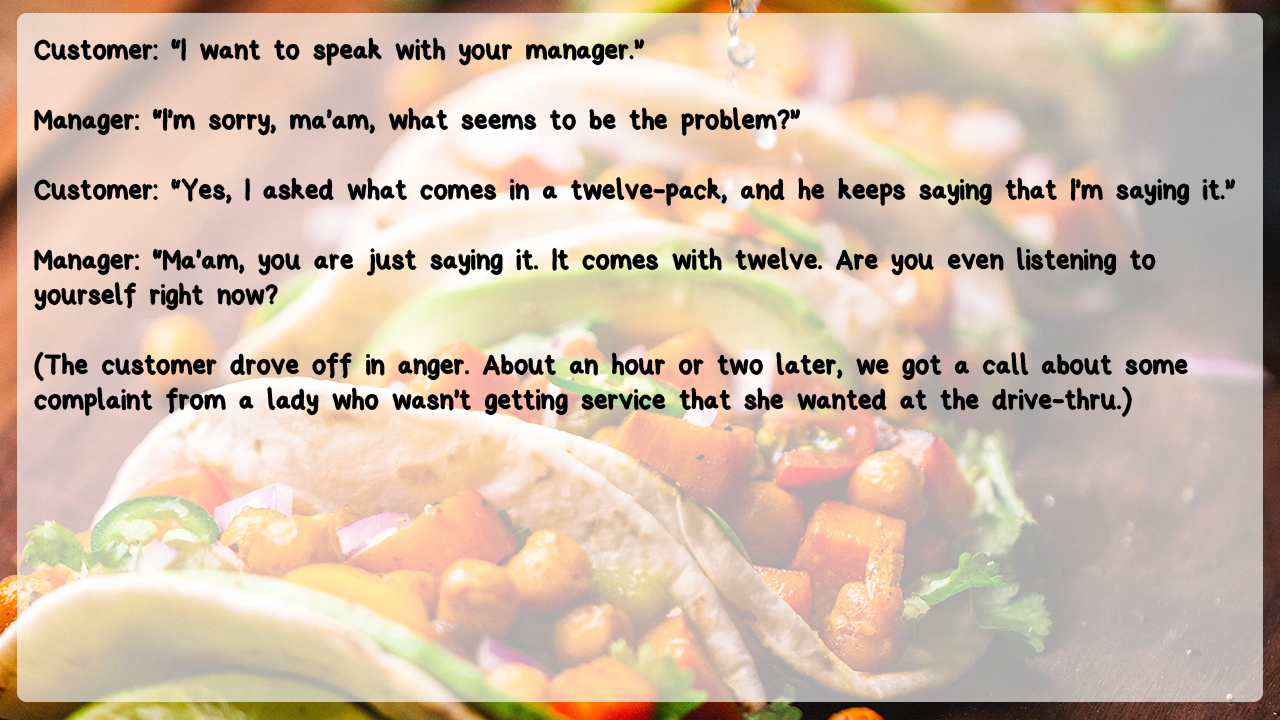 Customer: “I want to speak with your manager.”
Manager: “I'm sorry, ma'am, what seems to be the problem?”
Customer: “Yes, I asked what comes in a twelve-pack, and he keeps saying that I'm saying it.”
Manager: “Ma'am, you are just saying it. It comes with twelve. Are you even listening to
yourself right now?
(The customer drove off in anger. About an hour or two later, we got a call about some
complaint from a lady who wasn't getting service that she wanted at the drive-thru.)